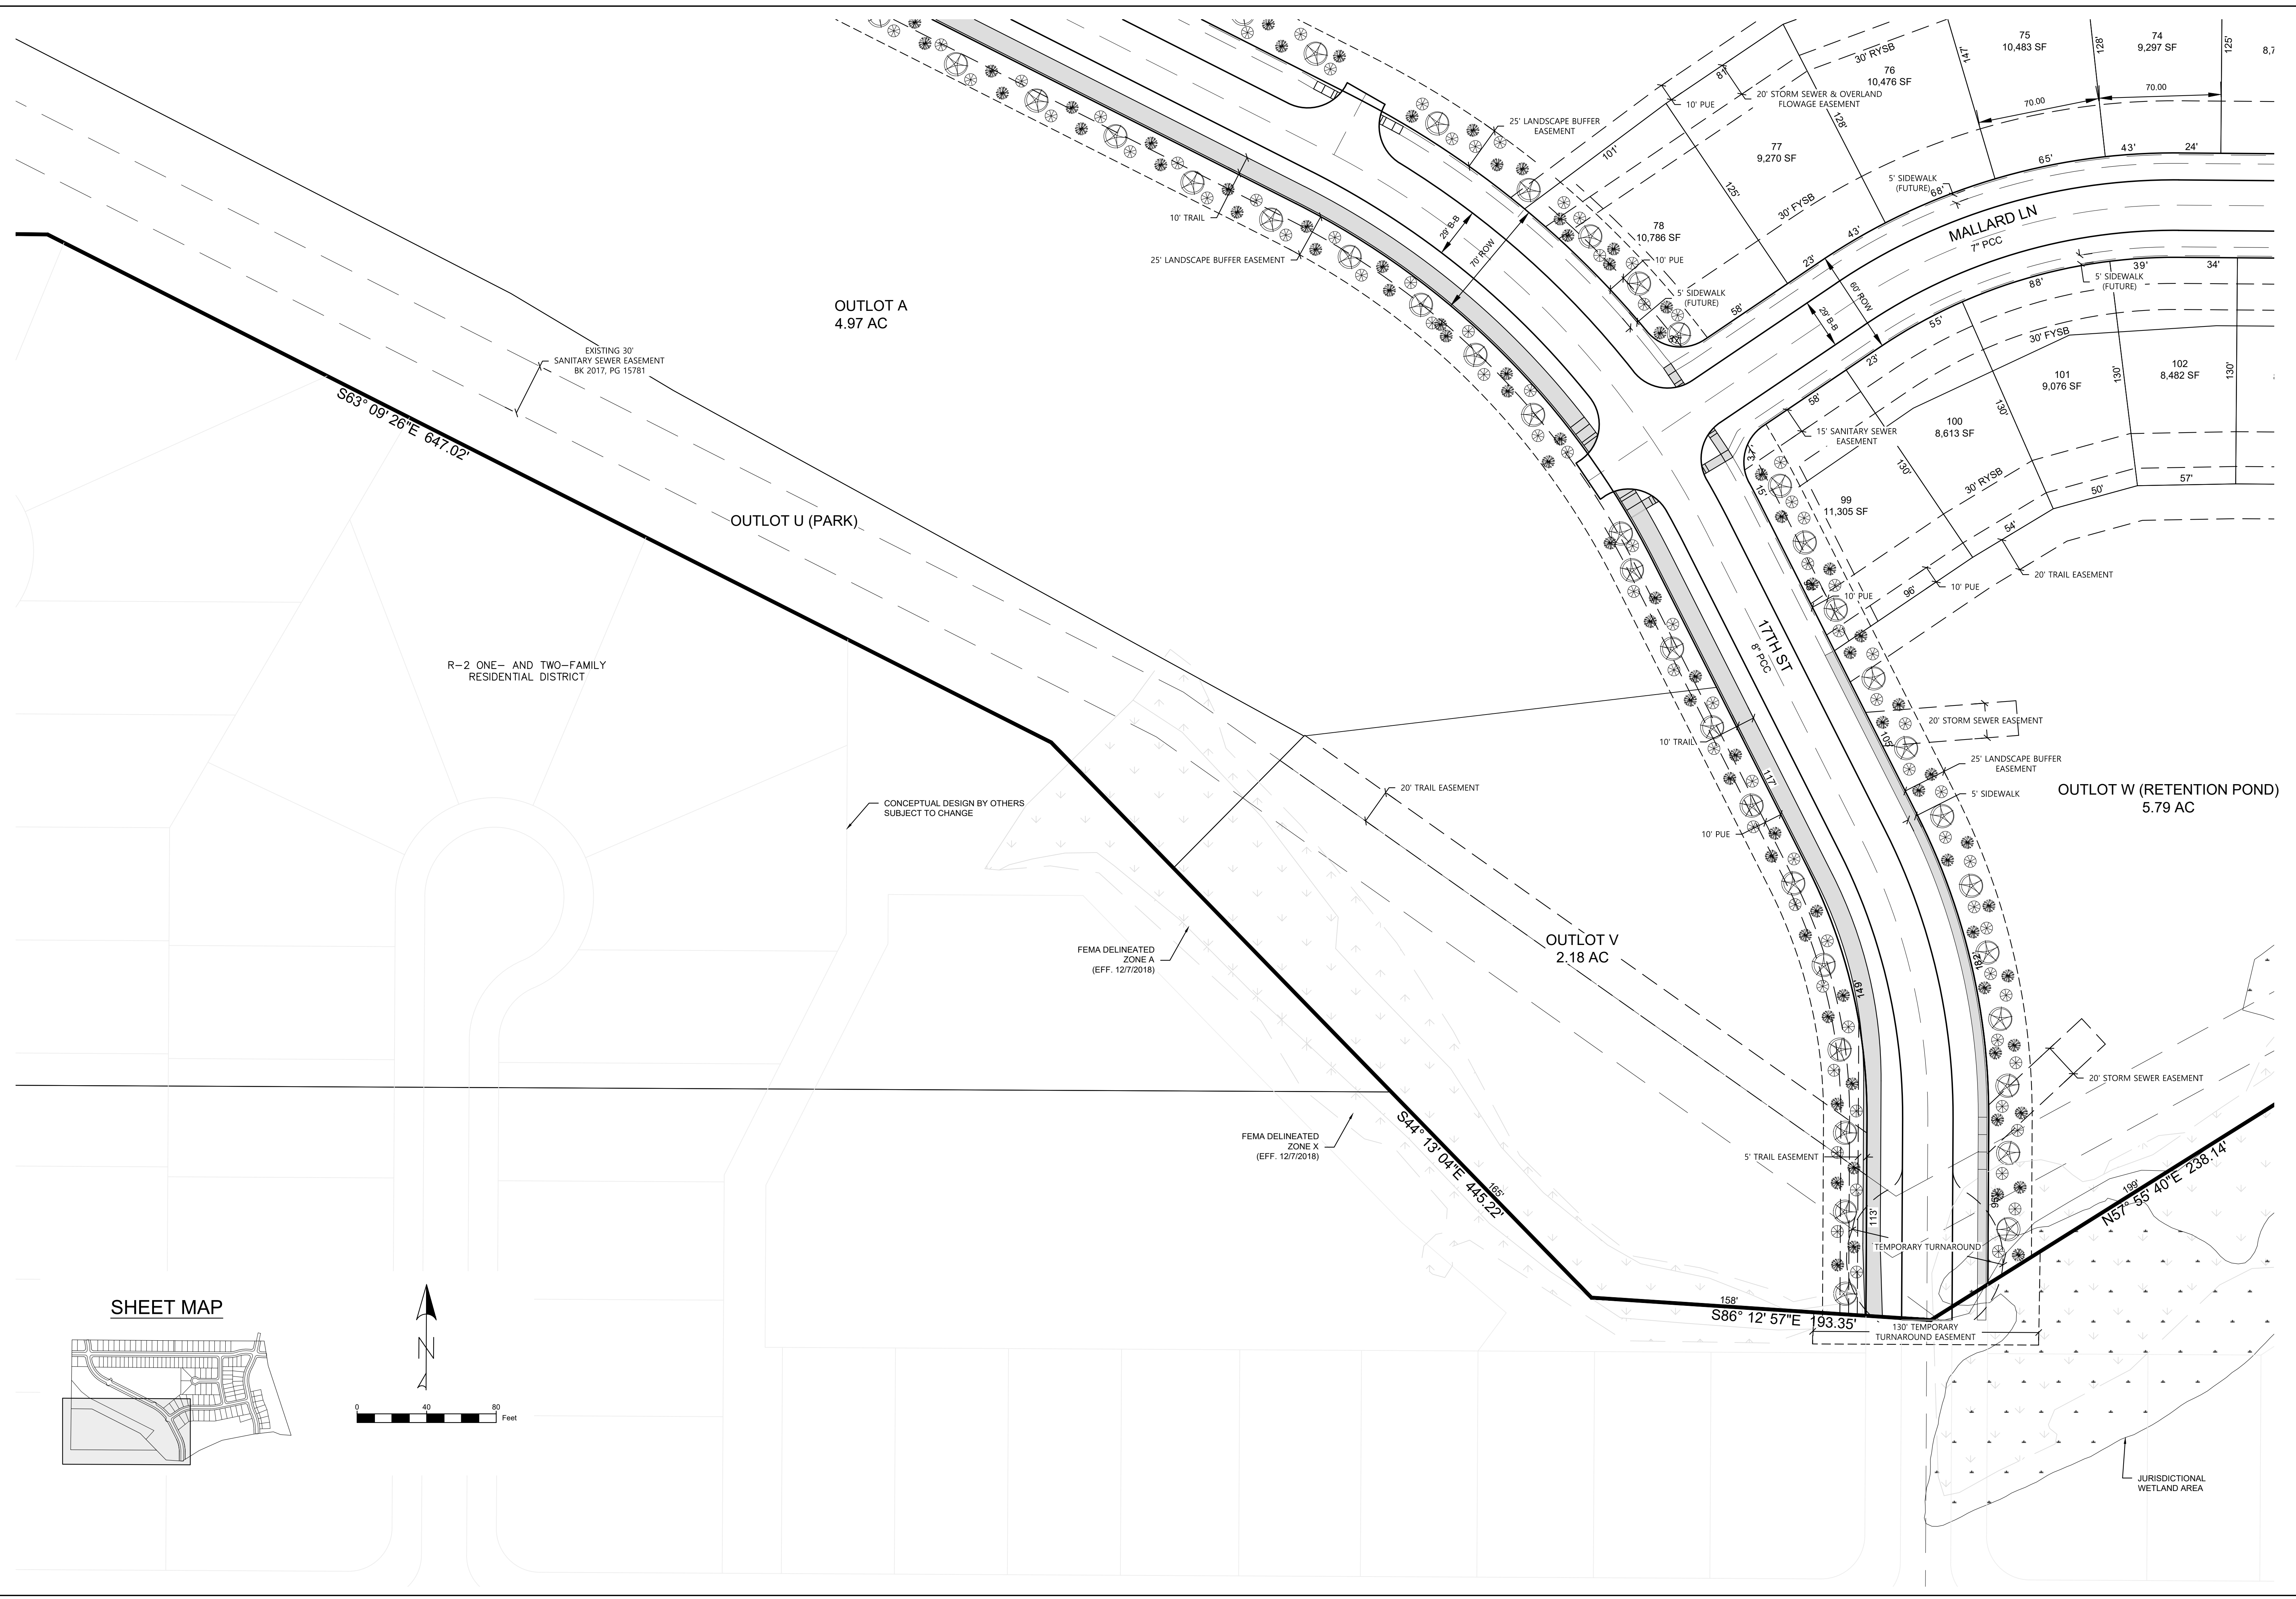 75
10,483 SF
74
9,297 SF
128'
125'
8,7
147'
30' RYSB
76
10,476 SF
81'
10' PUE
20' STORM SEWER & OVERLAND
FLOWAGE EASEMENT
70.00
70.00
128'
25' LANDSCAPE BUFFER
EASEMENT
101'
77
9,270 SF
125'
65'
43'
24'
5' SIDEWALK
(FUTURE)
68'
30' FYSB
43'
MALLARD LN
7" PCC
10' TRAIL
25' LANDSCAPE BUFFER EASEMENT
29' B-B
70' ROW
78
10,786 SF
10' PUE
5' SIDEWALK
(FUTURE)
23'
58'
37'
60' ROW
29' B-B
39'
34'
5' SIDEWALK
(FUTURE)
88'
55'
30' FYSB
23'
58'
101
9,076 SF
130'
102
8,482 SF
130'
100
8,613 SF
130'
15' SANITARY SEWER
EASEMENT
130'
37'
15'
30' RYSB
99
11,305 SF
50'
57'
54'
20' TRAIL EASEMENT
10' PUE
96'
10' PUE
OUTLOT A
4.97 AC
EXISTING 30'
SANITARY SEWER EASEMENT
BK 2017, PG 15781
S63° 09' 26"E 647.02'
OUTLOT U (PARK)
R-2 ONE- AND TWO-FAMILY
RESIDENTIAL DISTRICT
17TH ST
8" PCC
20' STORM SEWER EASEMENT
105'
10' TRAIL
25' LANDSCAPE BUFFER
EASEMENT
5' SIDEWALK
117'
10' PUE
OUTLOT W (RETENTION POND)
5.79 AC
CONCEPTUAL DESIGN BY OTHERS
SUBJECT TO CHANGE
20' TRAIL EASEMENT
FEMA DELINEATED
ZONE A
(EFF. 12/7/2018)
OUTLOT V
2.18 AC
149'
182'
20' STORM SEWER EASEMENT
FEMA DELINEATED
ZONE X
(EFF. 12/7/2018)
S44° 13' 04"E 445.22'
165'
5' TRAIL EASEMENT
113'
95'
199'
N57° 55' 40"E 238.14'
TEMPORARY TURNAROUND
158'
S86° 12' 57"E 193.35'
130' TEMPORARY
TURNAROUND EASEMENT
JURISDICTIONAL
WETLAND AREA
SHEET MAP
N
0
40
80
Feet